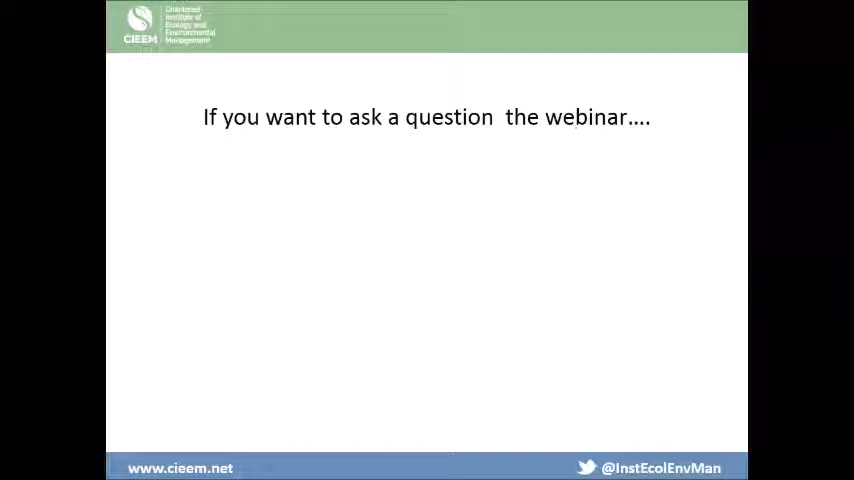 Chartered
Institute of
Ecology and
Environmental
Management
CIEEM
If you want to ask a question  the webinar....
www.cieem.net
@InstEcolEnvMan